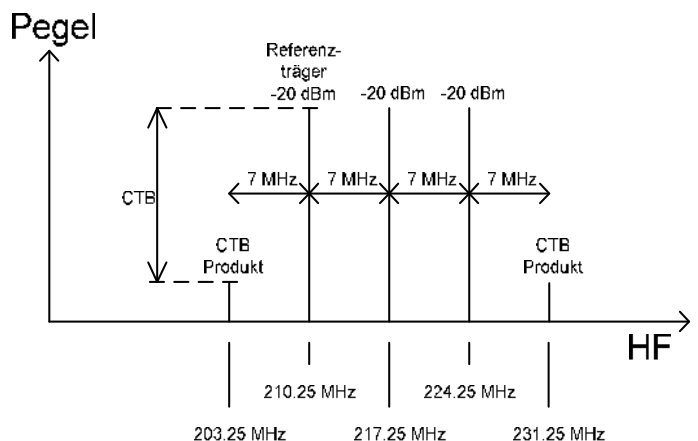 Pegel
Referenz-
träger
-20 dBm
-20 dBm
-20 dBm
7 MHz
7 MHz
7 MHz
7 MHz
CTB
CTB
Produkt
CTB
Produkt
HF
210.25 MHz
224.25 MHz
203.25 MHz
217.25 MHz
231.25 MHz